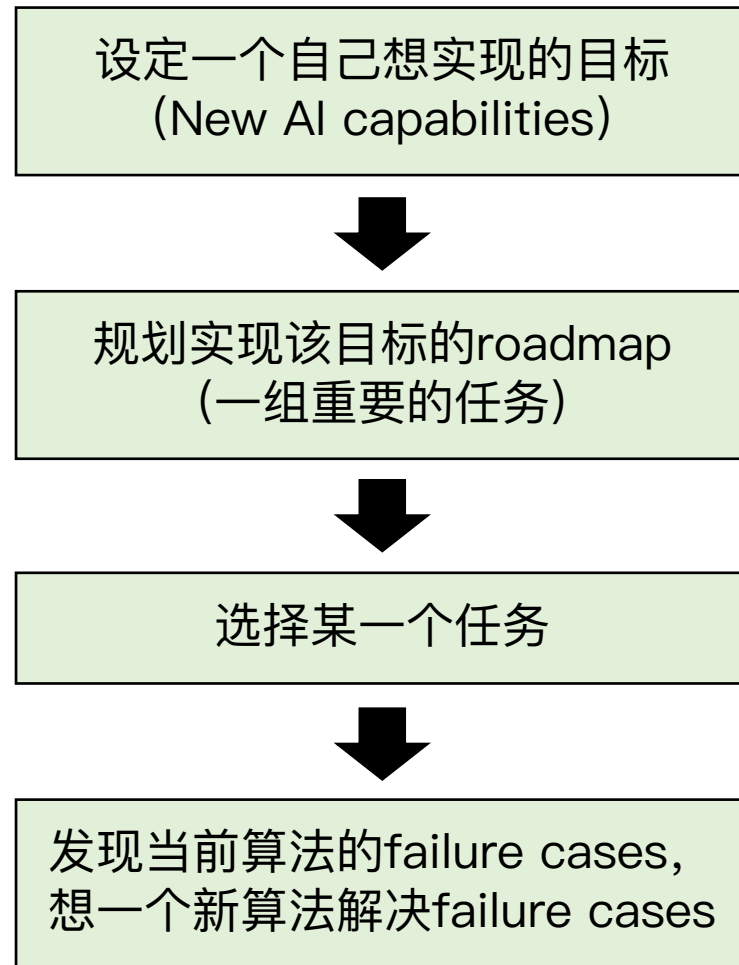 设定一个自己想实现的目标
（New AI capabilities）
规划实现该目标的roadmap
（一组重要的任务）
选择某一个任务
发现当前算法的failure cases，
想一个新算法解决failure cases